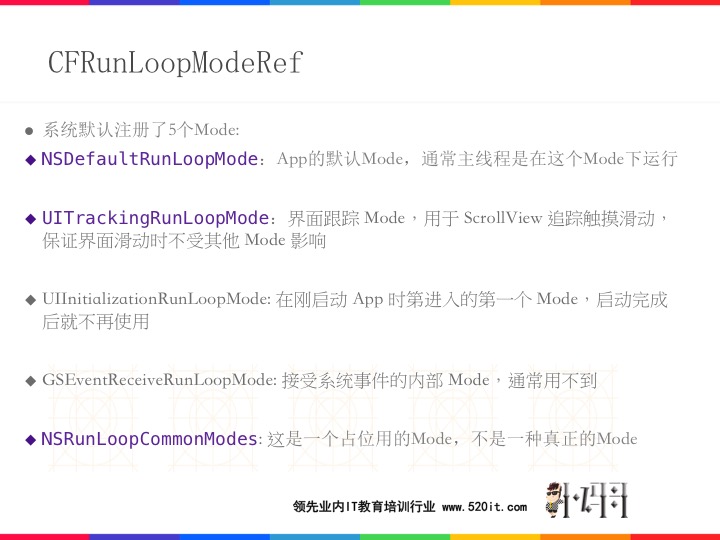 CFRunLoopModeRef
● 系统默认注册了5个Mode:
◆ NSDefaultRunLoopMode：App的默认Mode，通常主线程是在这个Mode下运行
◆ UITrackingRunLoopMode：界面跟踪 Mode，用于 ScrollView 追踪触摸滑动，
保证界面滑动时不受其他 Mode 影响
◆ UIInitializationRunLoopMode: 在刚启动 App 时第进入的第一个 Mode，启动完成
后就不再使用
◆ GSEventReceiveRunLoopMode: 接受系统事件的内部 Mode，通常用不到
◆ NSRunLoopCommonModes: 这是一个占位用的Mode，不是一种真正的Mode
领先业内IT教育培训行业 www.520it.com
小码哥